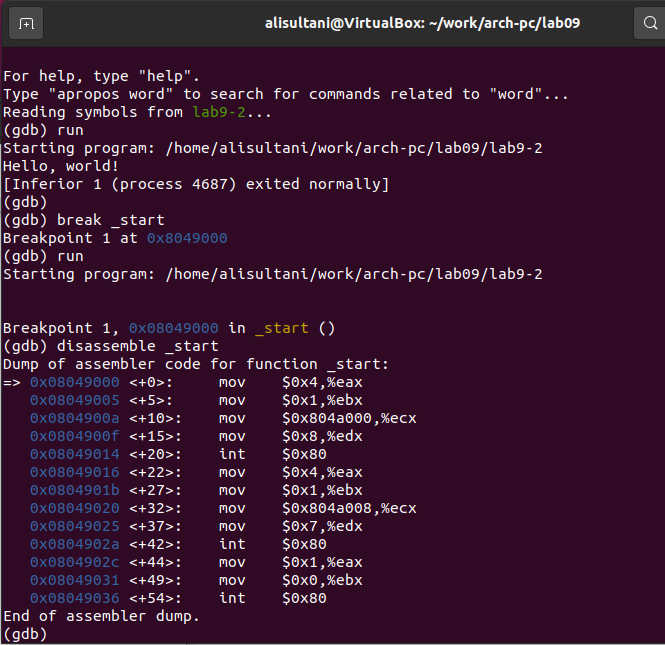 alisultani@VirtualBox: ~/work/arch-pc/lab09
For help, type "help".
Type "apropos word" to search for commands related to "word"...
Reading symbols from lab9-2...
(gdb) run
Starting program: /home/alisultani/work/arch-pc/lab09/lab9-2
Hello, world!
[Inferior 1 (process 4687) exited normally]
(gdb)
(gdb) break _start
Breakpoint 1 at 0x8049000
(gdb) run
Starting program: /home/alisultani/work/arch-pc/lab09/lab9-2
Breakpoint 1, 0x08049000 in _start ()
(gdb) disassemble _start
Dump of assembler code for function _start:
=> 0x08049000 <+0>:     mov    $0x4,%eax
   0x08049005 <+5>:     mov    $0x1,%ebx
   0x0804900a <+10>:    mov    $0x804a000,%ecx
   0x0804900f <+15>:    mov    $0x8,%edx
   0x08049014 <+20>:    int    $0x80
   0x08049016 <+22>:    mov    $0x4,%eax
   0x0804901b <+27>:    mov    $0x1,%ebx
   0x08049020 <+32>:    mov    $0x804a008,%ecx
   0x08049025 <+37>:    mov    $0x7,%edx
   0x0804902a <+42>:    int    $0x80
   0x0804902c <+44>:    mov    $0x1,%eax
   0x08049031 <+49>:    mov    $0x0,%ebx
   0x08049036 <+54>:    int    $0x80
End of assembler dump.
(gdb)